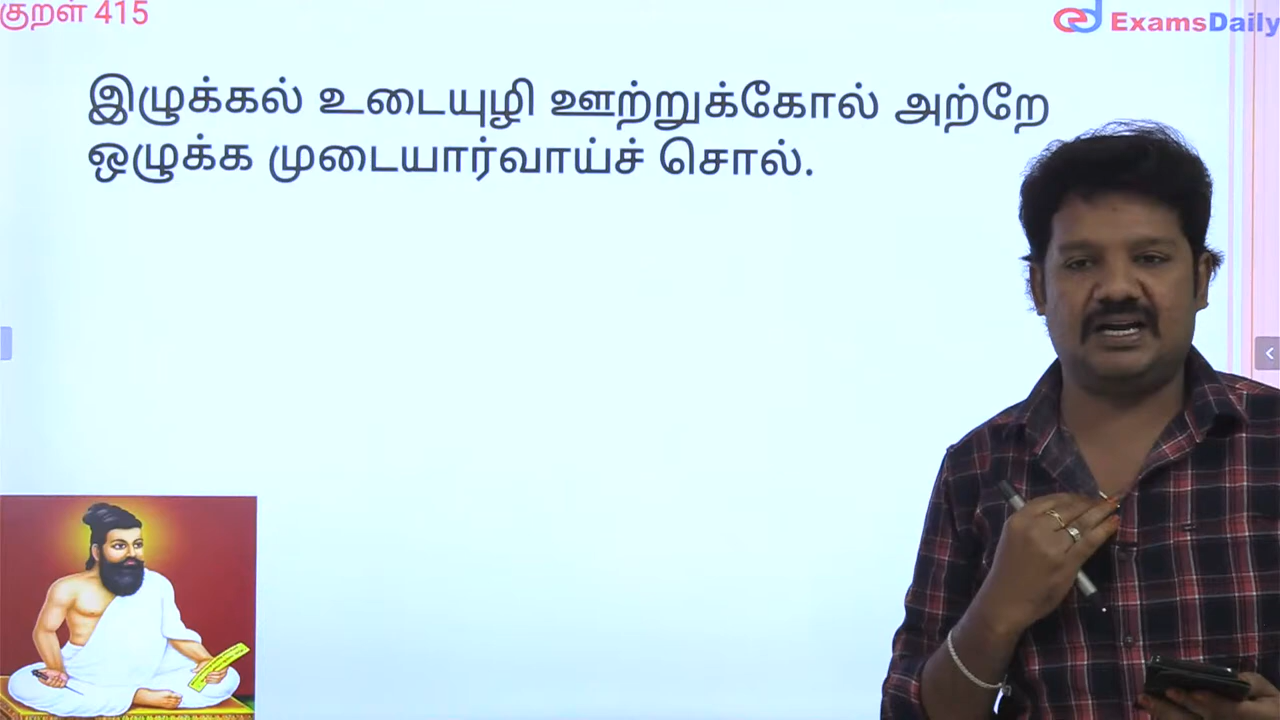 குறள் 415
ExamsDaily
இழுக்கல் உடையுழி ஊற்றுக்கோல் அற்றே
ஒழுக்க முடையார்வாய்ச் சொல்.